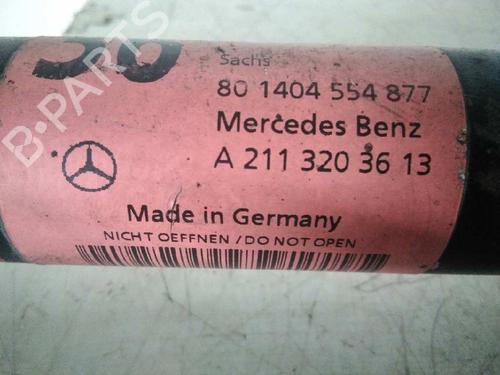 Sachs
80 1404 554 877
Mercedes Benz
A 211 320 36 13
Made in Germany
NICHT OEFFNEN / DO NOT OPEN
B-PARTS